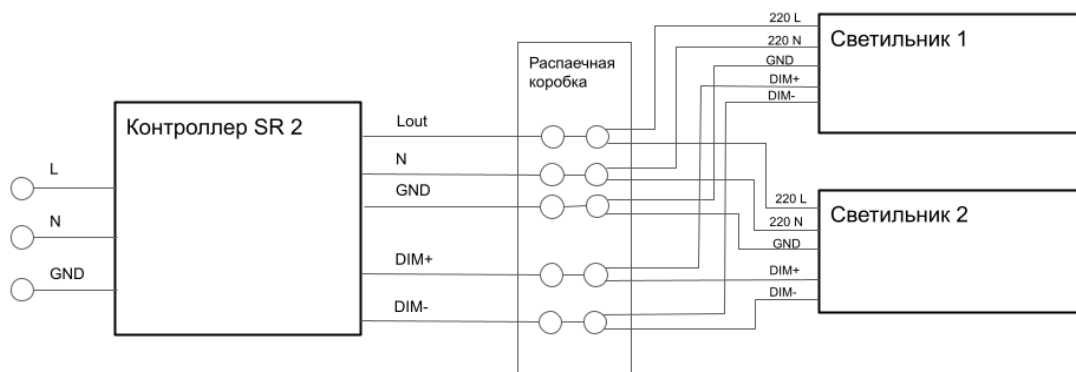 Контроллер SR 2
L
N
GND
Lout
N
GND
DIM+
DIM-
Распаечная
коробка
220 L
220 N
GND
DIM+
DIM-
Светильник 1
220 L
220 N
GND
DIM+
DIM-
Светильник 2